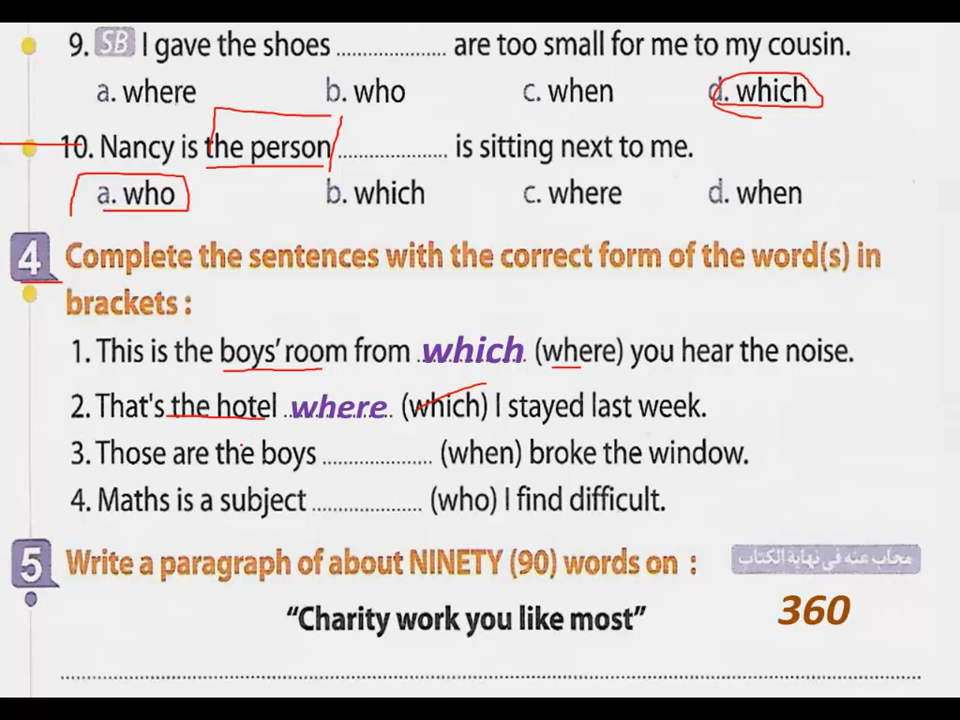 9. SB I gave the shoes .................... are too small for me to my cousin.
a. where b. who c. when d. which
10. Nancy is the person .................... is sitting next to me.
a. who b. which c. where d. when
4 Complete the sentences with the correct form of the word(s) in
brackets :
1. This is the boys' room from which (where) you hear the noise.
2. That's the hotel where (which) I stayed last week.
3. Those are the boys .................... (when) broke the window.
4. Maths is a subject .................... (who) I find difficult.
5 Write a paragraph of about NINETY (90) words on :
مجاب عنه في نهاية الكتاب
"Charity work you like most"
360